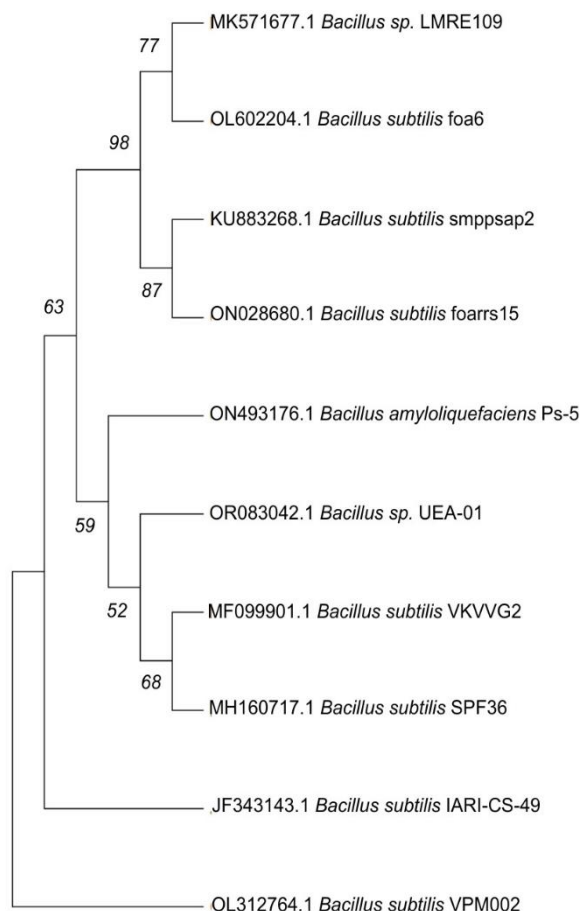 MK571677.1 Bacillus sp. LMRE109
77
OL602204.1 Bacillus subtilis foa6
98
KU883268.1 Bacillus subtilis smppsap2
87
ON028680.1 Bacillus subtilis foarrs15
63
ON493176.1 Bacillus amyloliquefaciens Ps-5
59
OR083042.1 Bacillus sp. UEA-01
52
MF099901.1 Bacillus subtilis VKVVG2
68
MH160717.1 Bacillus subtilis SPF36
JF343143.1 Bacillus subtilis IARI-CS-49
OL312764.1 Bacillus subtilis VPM002